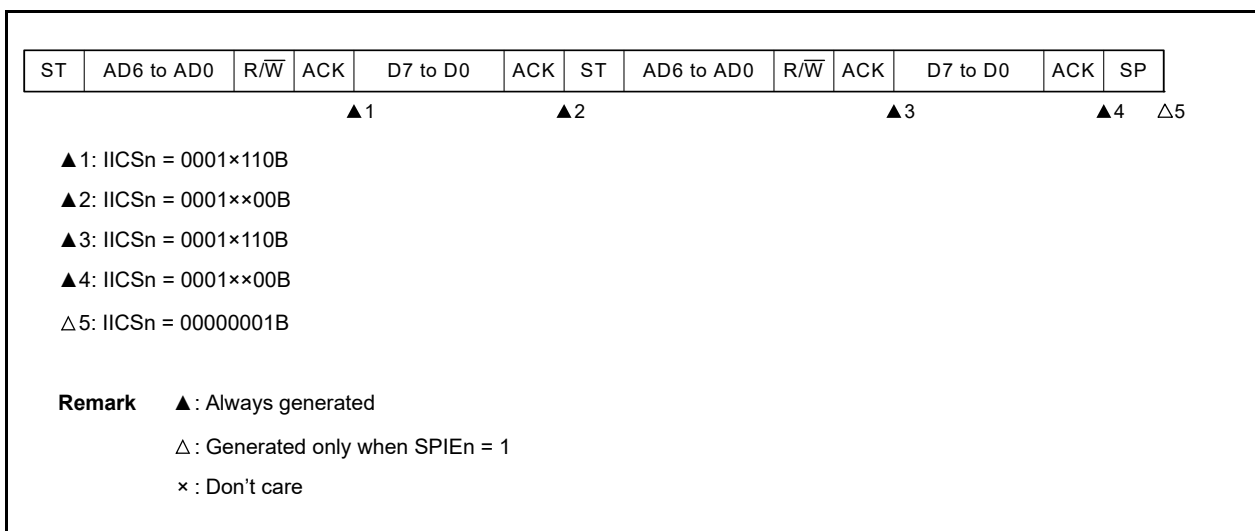 ST AD6 to AD0 R/W̅ ACK D7 to D0 ACK ST AD6 to AD0 R/W̅ ACK D7 to D0 ACK SP
▲1 ▲2 ▲3 ▲4 △5
▲1: IICSn = 0001×110B
▲2: IICSn = 0001××00B
▲3: IICSn = 0001×110B
▲4: IICSn = 0001××00B
△5: IICSn = 00000001B
Remark ▲: Always generated
△: Generated only when SPIEn = 1
× : Don't care